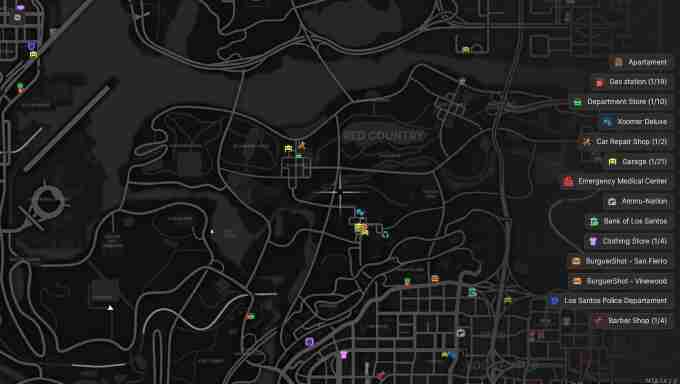 RED COUNTRY
Apartament
Gas station (1/19)
Department Store (1/10)
Xoomer Deluxe
Car Repair Shop (1/2)
Garage (1/21)
Emergency Medical Center
Ammu-Nation
Bank of Los Santos
Clothing Store (1/4)
BurguerShot - San Fierro
BurguerShot - Vinewood
Los Santos Police Departament
Barber Shop (1/4)